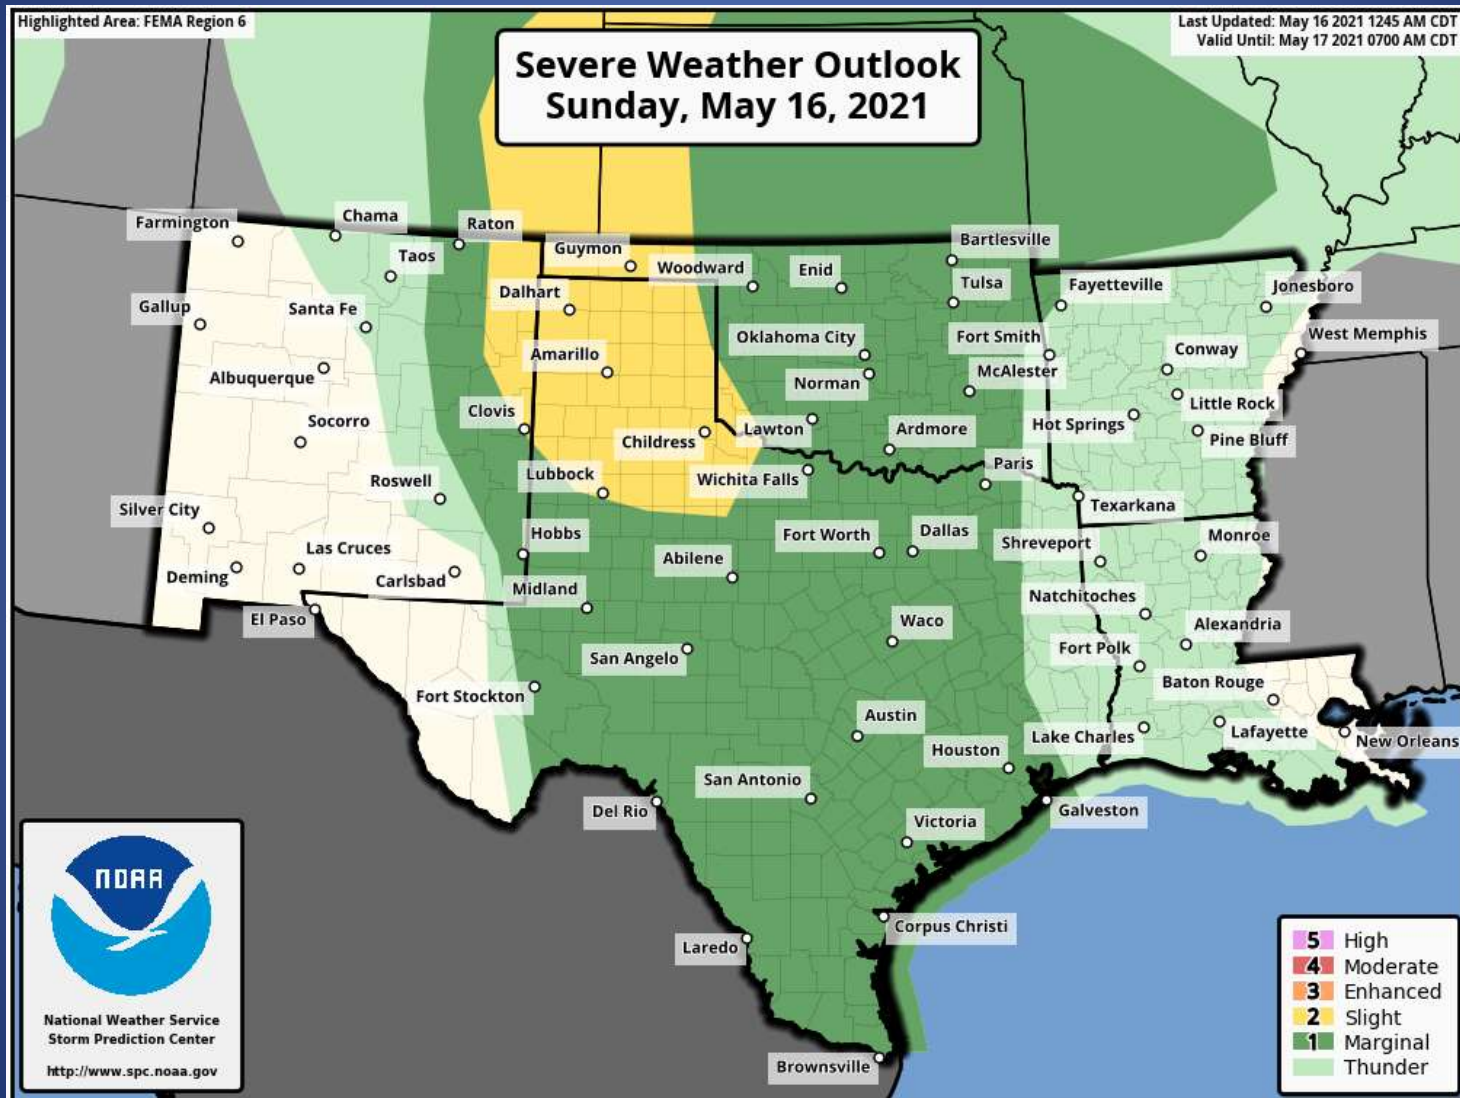 Highlighted Area: FEMA Region 6
Last Updated: May 16 2021 1245 AM CDT
Valid Until: May 17 2021 0700 AM CDT
Severe Weather Outlook
Sunday, May 16, 2021
Farmington
Chama
Raton
Taos
Guymon
Woodward
Enid
Bartlesville
Tulsa
Fayetteville
Jonesboro
Gallup
Santa Fe
Dalhart
Oklahoma City
Fort Smith
West Memphis
Albuquerque
Amarillo
Norman
McAlester
Conway
Little Rock
Socorro
Clovis
Childress
Lawton
Ardmore
Hot Springs
Pine Bluff
Roswell
Lubbock
Wichita Falls
Paris
Texarkana
Silver City
Las Cruces
Hobbs
Abilene
Fort Worth
Dallas
Shreveport
Monroe
Deming
Carlsbad
Midland
Natchitoches
El Paso
San Angelo
Waco
Alexandria
Fort Polk
Fort Stockton
Baton Rouge
Austin
Houston
Lake Charles
Lafayette
New Orleans
San Antonio
Del Rio
Victoria
Galveston
Corpus Christi
Laredo
Brownsville
NOAA
National Weather Service
Storm Prediction Center
http://www.spc.noaa.gov
5 High
4 Moderate
3 Enhanced
2 Slight
1 Marginal
Thunder